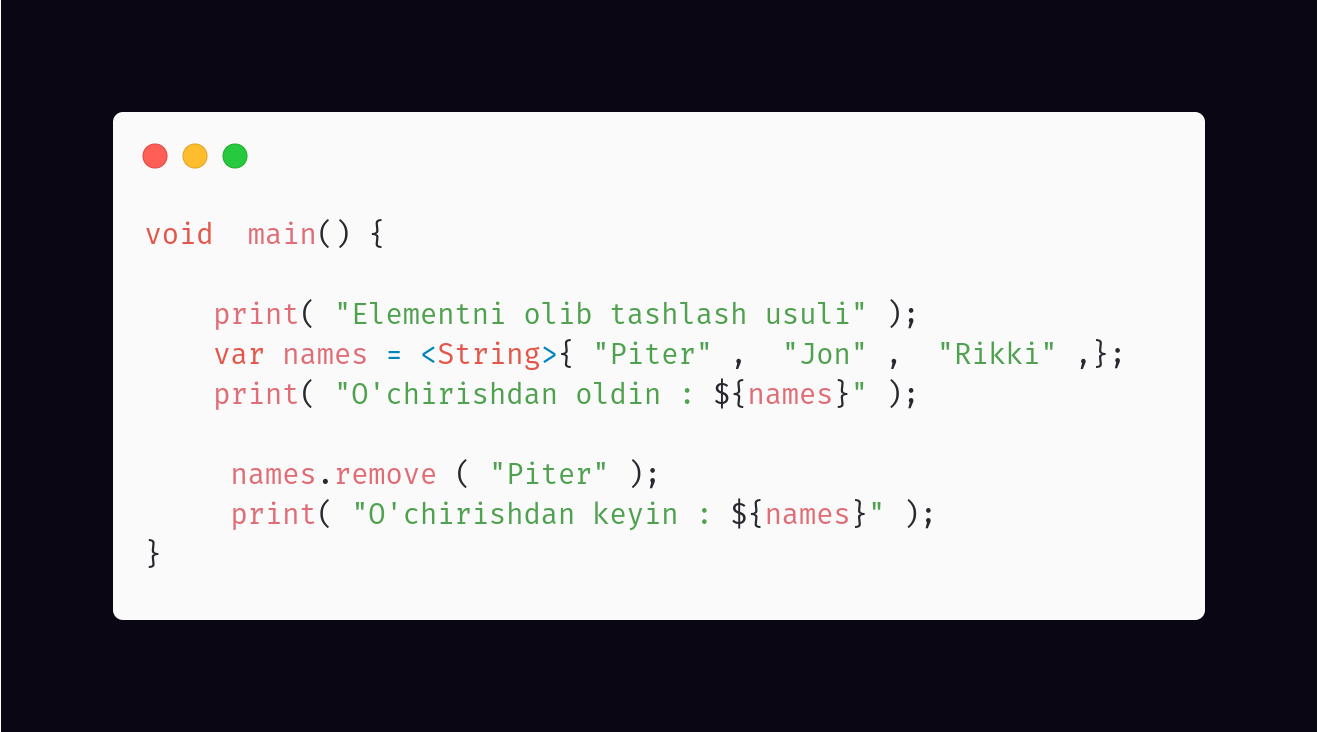 void  main() {
print( "Elementni olib tashlash usuli" );
var names = <String>{ "Piter" ,  "Jon" ,  "Rikki" ,};
print( "O'chirishdan oldin : ${names}" );
names.remove ( "Piter" );
print( "O'chirishdan keyin : ${names}" );
}